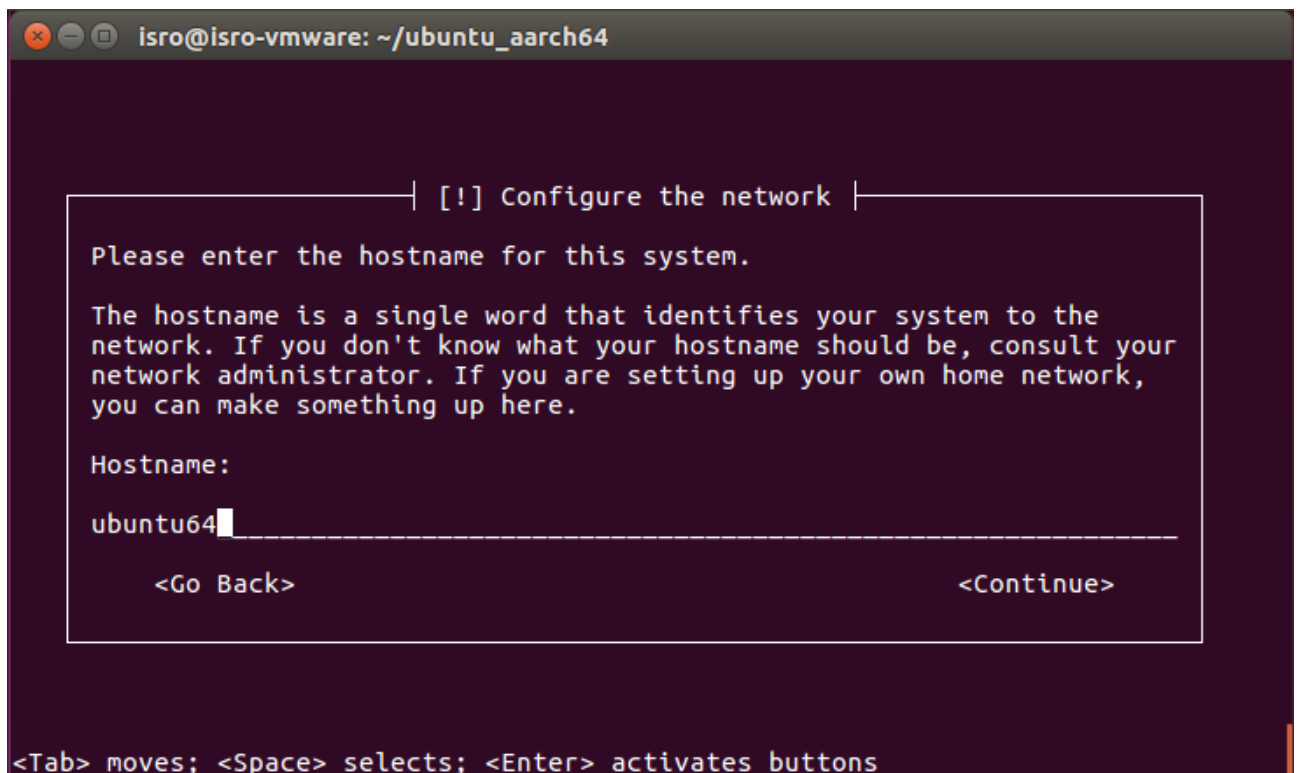 isro@isro-vmware: ~/ubuntu_aarch64
[!] Configure the network
Please enter the hostname for this system.
The hostname is a single word that identifies your system to the
network. If you don't know what your hostname should be, consult your
network administrator. If you are setting up your own home network,
you can make something up here.
Hostname:
ubuntu64
<Go Back> <Continue>
<Tab> moves; <Space> selects; <Enter> activates buttons